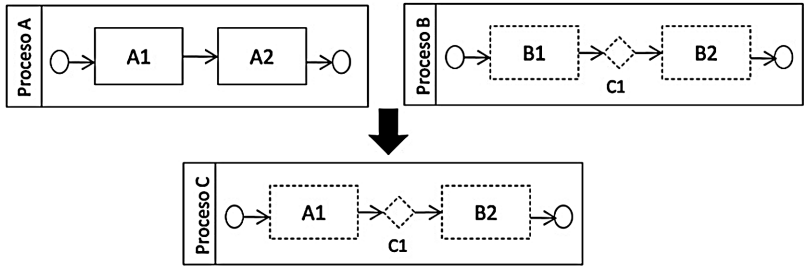 Proceso A
A1
A2
Proceso B
B1
C1
B2
Proceso C
A1
C1
B2